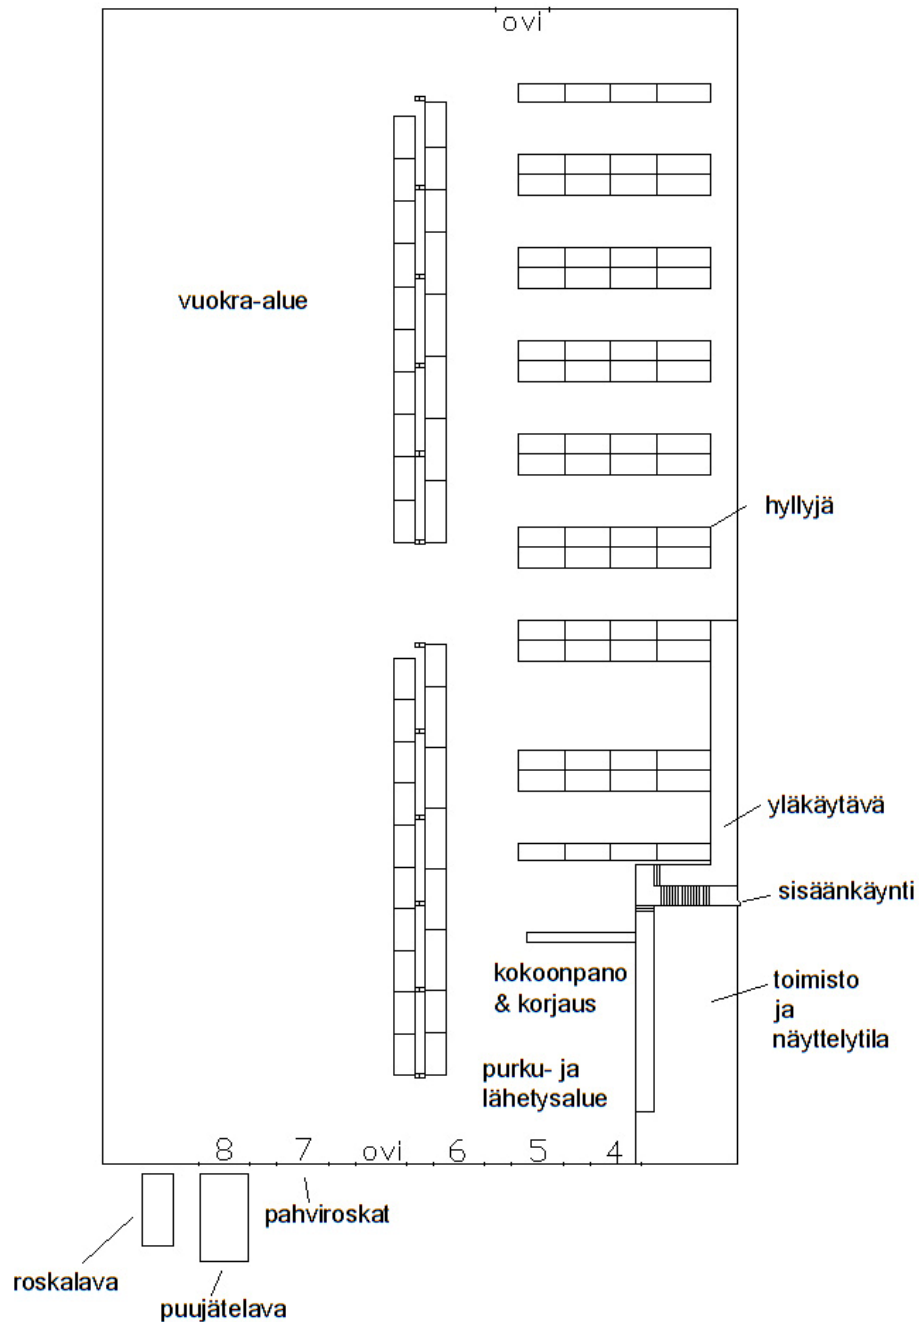 ovi
vuokra-alue
hyllyjä
yläkäytävä
sisäänkäynti
kokoonpano
& korjaus
toimisto
ja
näyttelytila
purku- ja
lähetysalue
8 7 ovi 6 5 4
pahviroskat
roskalava
puujätelava